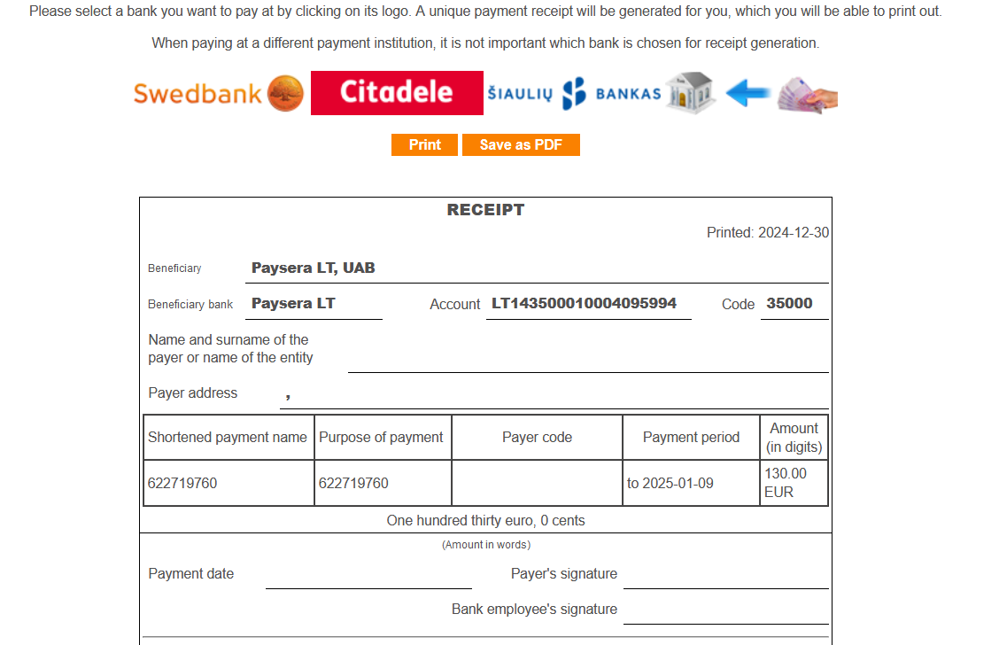 Please select a bank you want to pay at by clicking on its logo. A unique payment receipt will be generated for you, which you will be able to print out.
When paying at a different payment institution, it is not important which bank is chosen for receipt generation.
Swedbank Citadele ŠIAULIŲ BANKAS
Print Save as PDF
RECEIPT
Printed: 2024-12-30
Beneficiary Paysera LT, UAB
Beneficiary bank Paysera LT Account LT143500010004095994 Code 35000
Name and surname of the
payer or name of the entity
Payer address ,
Shortened payment name Purpose of payment Payer code Payment period Amount (in digits)
622719760 622719760 to 2025-01-09 130.00 EUR
One hundred thirty euro, 0 cents
(Amount in words)
Payment date Payer's signature
Bank employee's signature